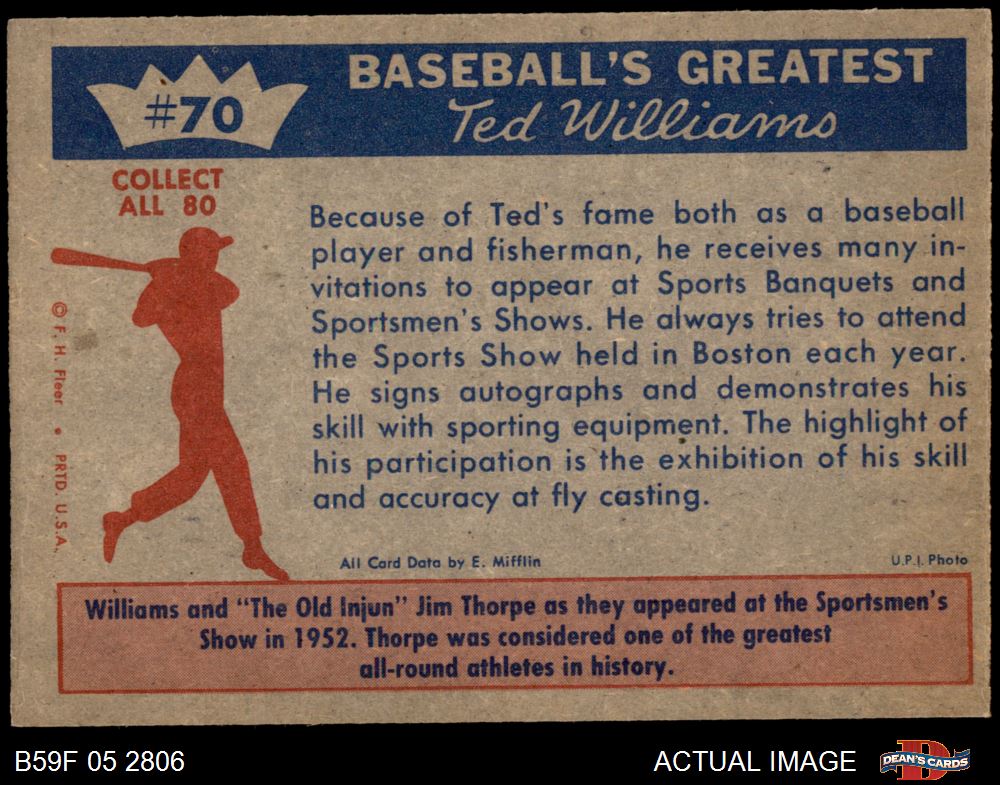 #70
BASEBALL'S GREATEST
Ted Williams
COLLECT
ALL 80
Because of Ted's fame both as a baseball
player and fisherman, he receives many in-
vitations to appear at Sports Banquets and
Sportsmen's Shows. He always tries to attend
the Sports Show held in Boston each year.
He signs autographs and demonstrates his
skill with sporting equipment. The highlight of
his participation is the exhibition of his skill
and accuracy at fly casting.
© F. H. Fleer • PRTD. U.S.A.
All Card Data by E. Mifflin
U.P.I. Photo
Williams and "The Old Injun" Jim Thorpe as they appeared at the Sportsmen's
Show in 1952. Thorpe was considered one of the greatest
all-round athletes in history.
B59F 05 2806
ACTUAL IMAGE
D
DEAN'S CARDS